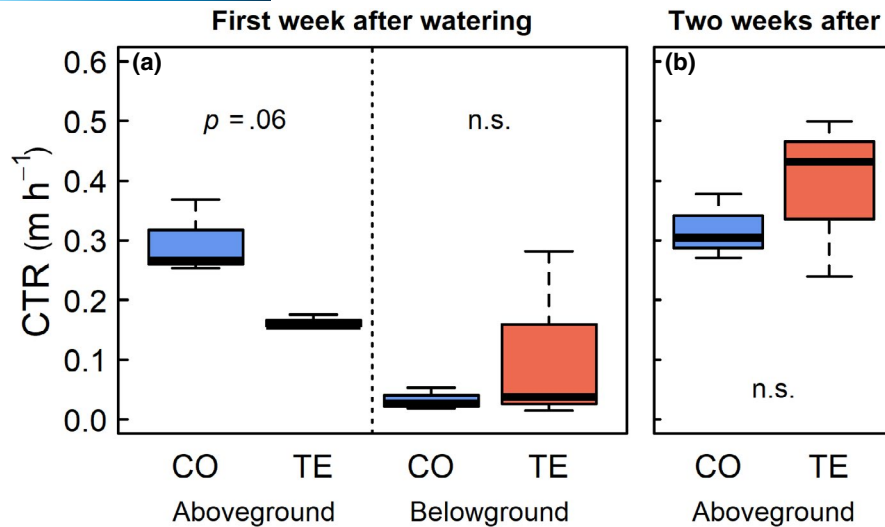 First week after watering
Two weeks after
(a)
(b)
p = .06
n.s.
n.s.
CTR (m h⁻¹)
0.6
0.5
0.4
0.3
0.2
0.1
0.0
CO TE CO TE CO TE
Aboveground Belowground Aboveground